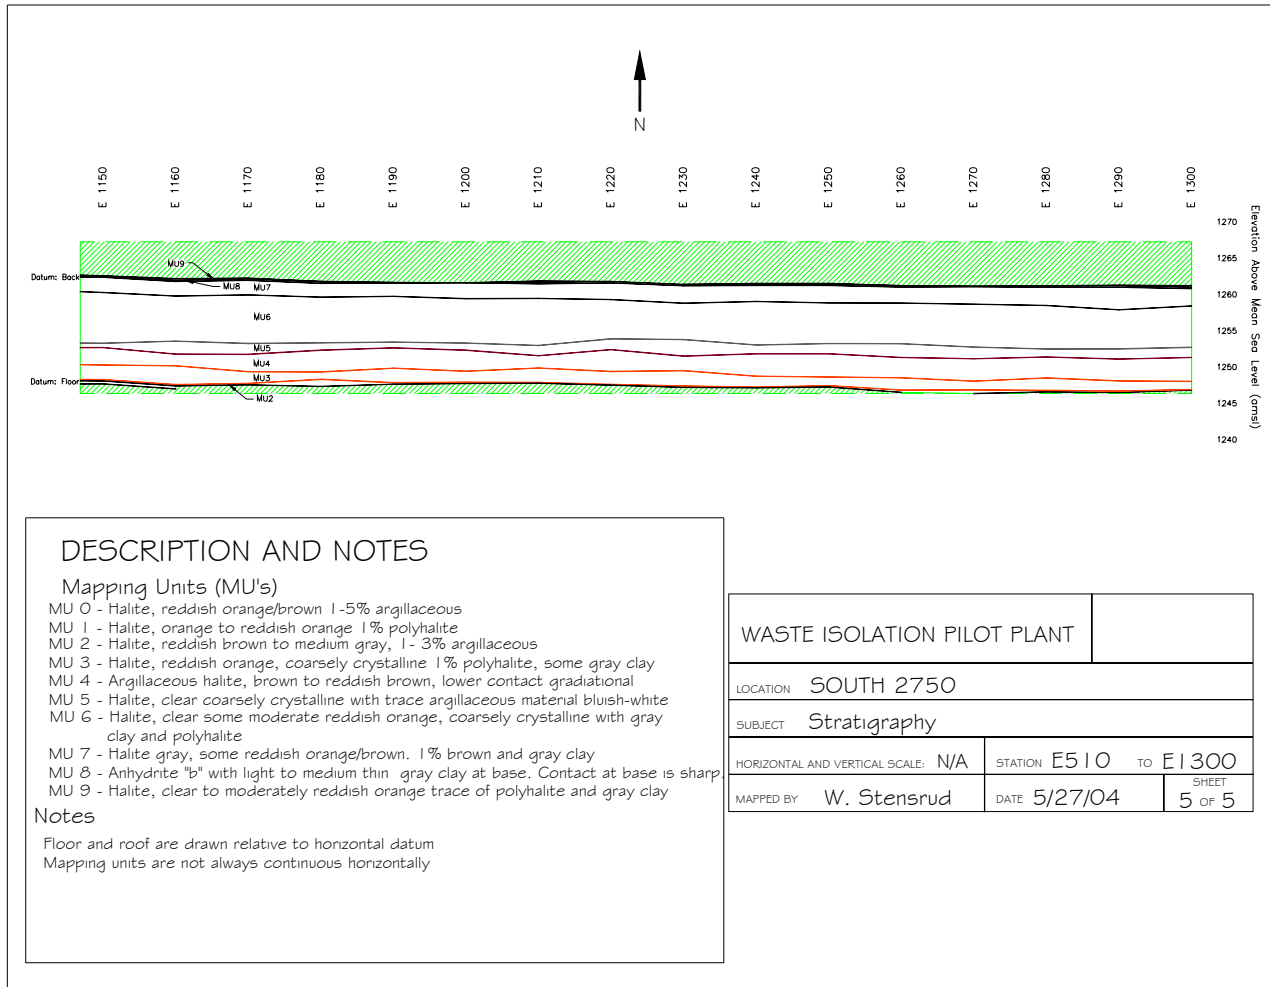 N
E 1150
E 1160
E 1170
E 1180
E 1190
E 1200
E 1210
E 1220
E 1230
E 1240
E 1250
E 1260
E 1270
E 1280
E 1290
E 1300
1270
1265
1260
1255
1250
1245
1240
Elevation Above Mean Sea Level (amsl)
MU9
Datum: Back
MU8
MU7
MU6
MU5
MU4
MU3
Datum: Floor
MU2
DESCRIPTION AND NOTES
Mapping Units (MU's)
MU 0 - Halite, reddish orange/brown 1-5% argillaceous
MU 1 - Halite, orange to reddish orange 1% polyhalite
MU 2 - Halite, reddish brown to medium gray, 1- 3% argillaceous
MU 3 - Halite, reddish orange, coarsely crystalline 1% polyhalite, some gray clay
MU 4 - Argillaceous halite, brown to reddish brown, lower contact gradiational
MU 5 - Halite, clear coarsely crystalline with trace argillaceous material bluish-white
MU 6 - Halite, clear some moderate reddish orange, coarsely crystalline with gray
clay and polyhalite
MU 7 - Halite gray, some reddish orange/brown. 1% brown and gray clay
MU 8 - Anhydrite "b" with light to medium thin gray clay at base. Contact at base is sharp.
MU 9 - Halite, clear to moderately reddish orange trace of polyhalite and gray clay
Notes
Floor and roof are drawn relative to horizontal datum
Mapping units are not always continuous horizontally
WASTE ISOLATION PILOT PLANT
LOCATION SOUTH 2750
SUBJECT Stratigraphy
HORIZONTAL AND VERTICAL SCALE: N/A
STATION E510 TO E1300
MAPPED BY W. Stensrud
DATE 5/27/04
SHEET
5 OF 5